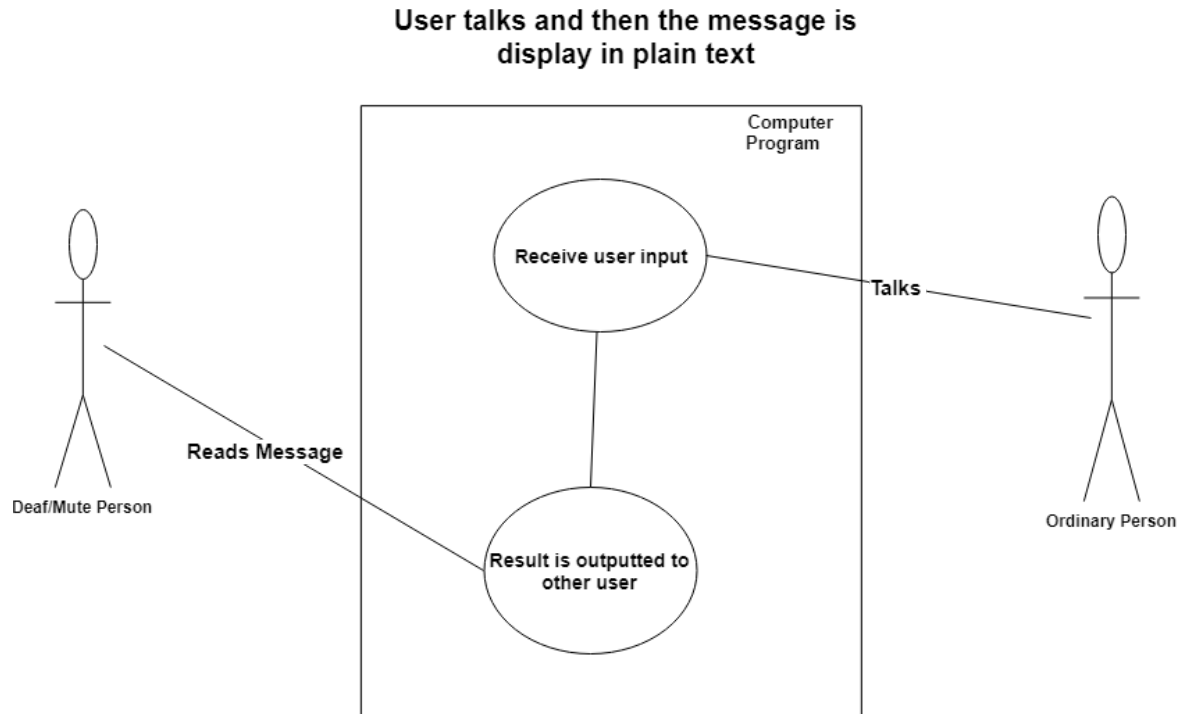 User talks and then the message is
display in plain text
Computer
Program
Receive user input
Talks
Reads Message
Deaf/Mute Person
Ordinary Person
Result is outputted to
other user